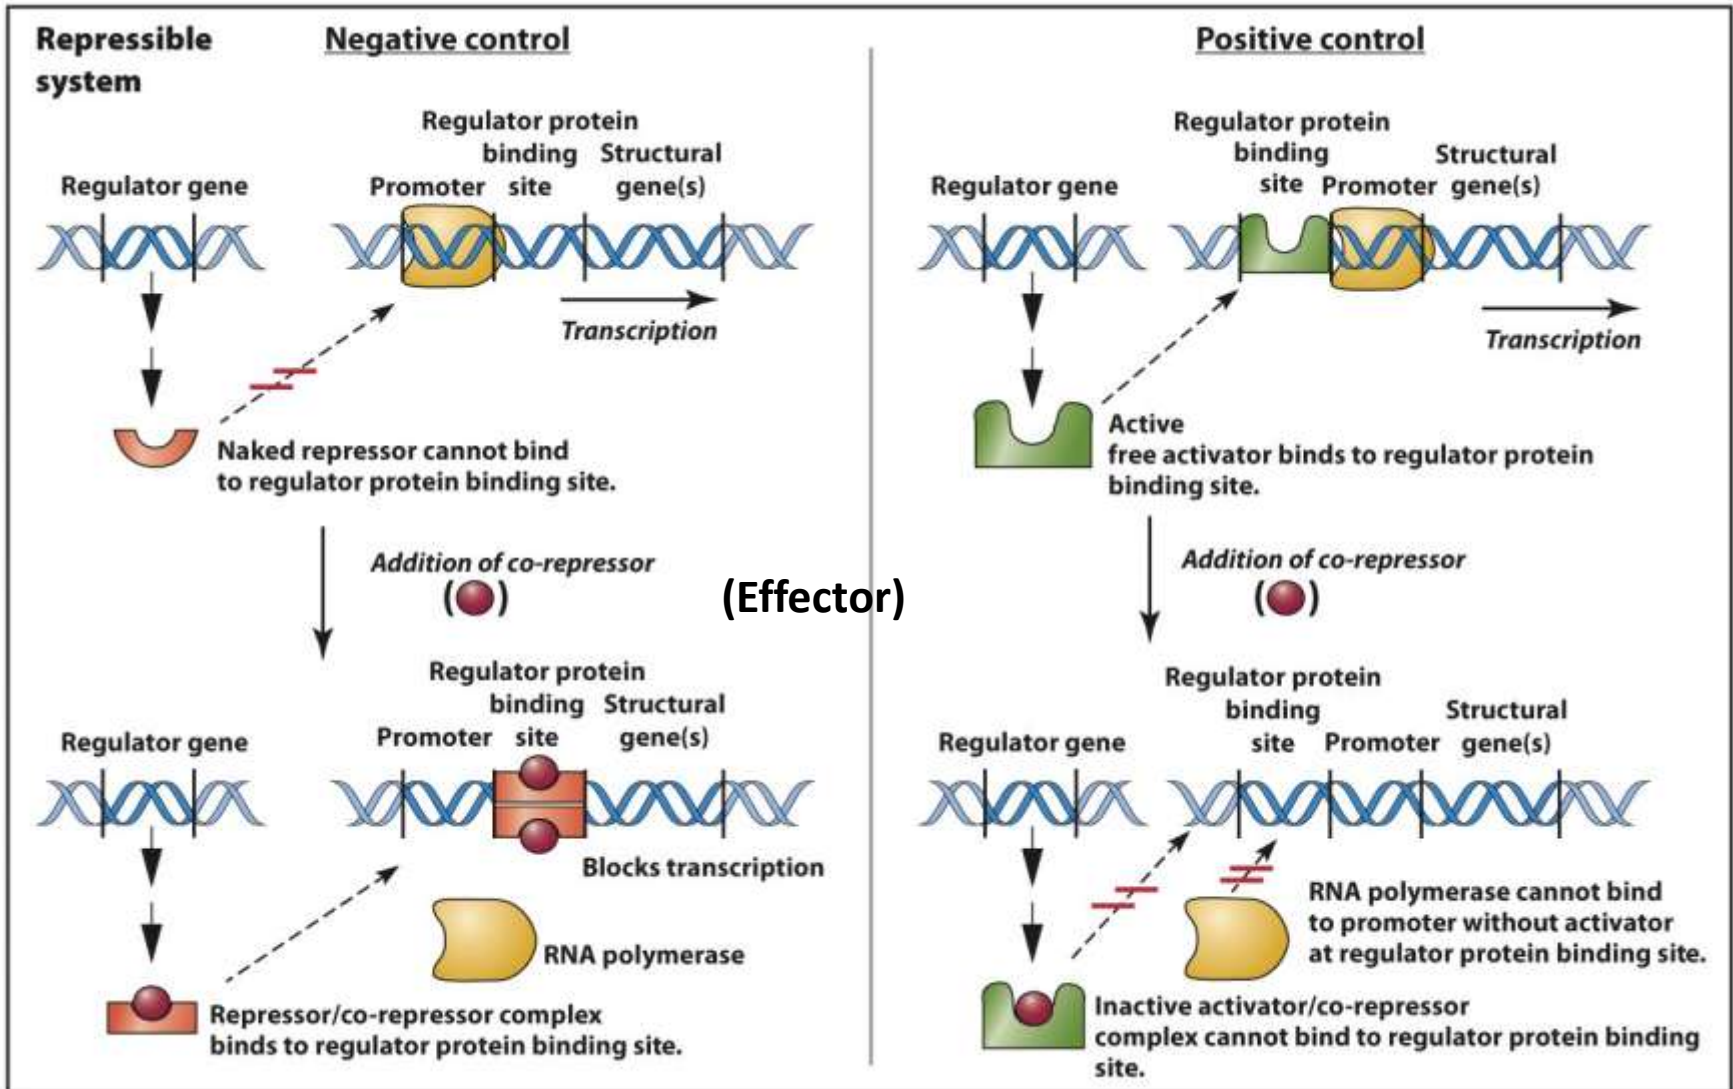 Repressible
system
Negative control
Regulator protein
binding Structural
Regulator gene Promoter site gene(s)
Transcription
Naked repressor cannot bind
to regulator protein binding site.
Addition of co-repressor
( )
Regulator protein
binding Structural
Regulator gene Promoter site gene(s)
Blocks transcription
RNA polymerase
Repressor/co-repressor complex
binds to regulator protein binding site.
(Effector)
Positive control
Regulator protein
binding Structural
Regulator gene site Promoter gene(s)
Transcription
Active
free activator binds to regulator protein
binding site.
Addition of co-repressor
( )
Regulator protein
binding Structural
Regulator gene site Promoter gene(s)
RNA polymerase cannot bind
to promoter without activator
at regulator protein binding site.
Inactive activator/co-repressor
complex cannot bind to regulator protein binding
site.